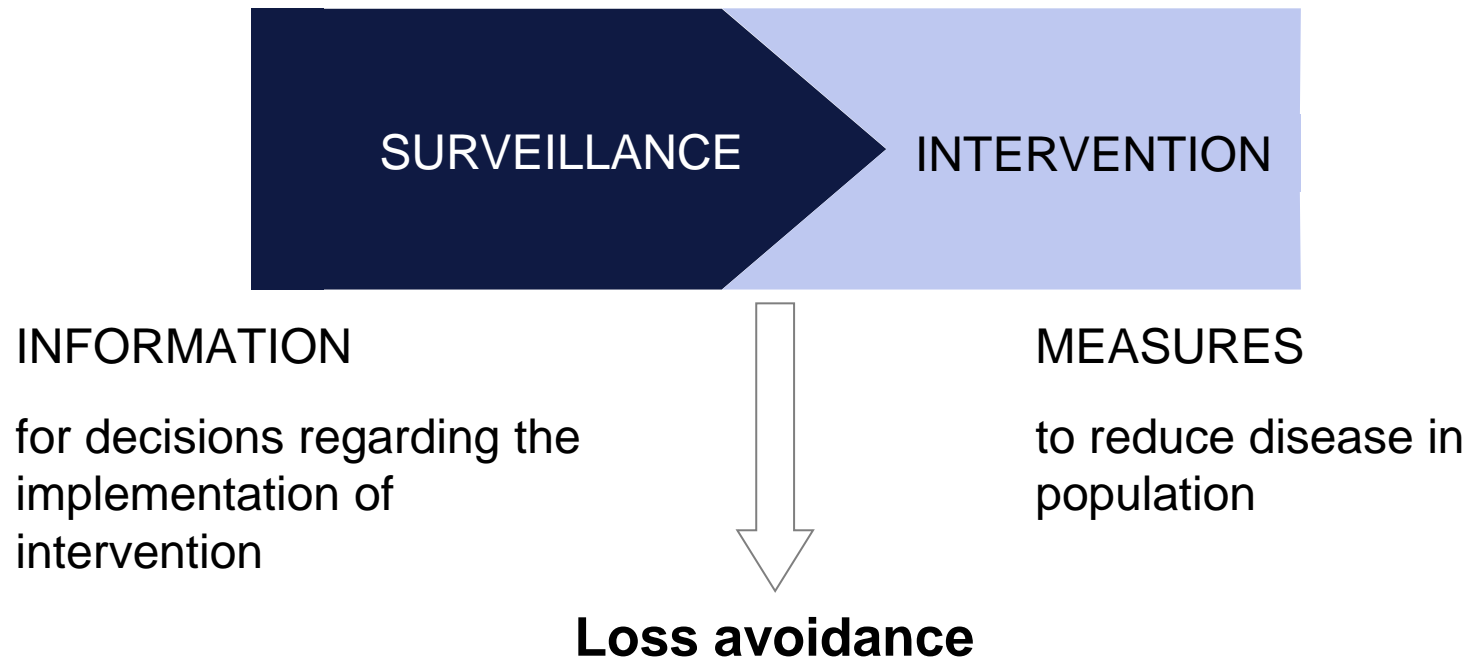 SURVEILLANCE
INTERVENTION
INFORMATION
for decisions regarding the
implementation of
intervention
MEASURES
to reduce disease in
population
Loss avoidance